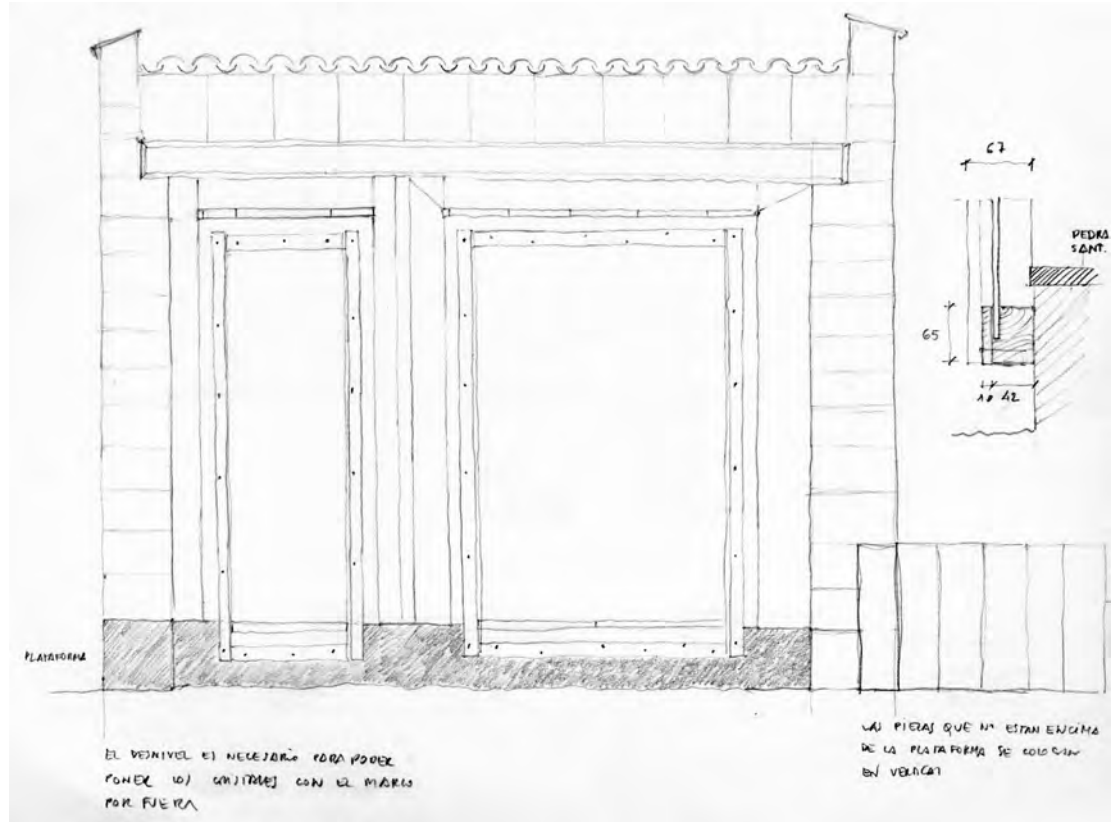 67
PEDRA
SANT.
65
10 42
PLATAFORMA
EL DESNIVEL ES NECESARIO PARA PODER
PONER LOS CRISTALES CON EL MARCO
POR FUERA
LAS PIEZAS QUE NO ESTAN ENCIMA
DE LA PLATAFORMA SE COLOCAN
EN VERTICAL